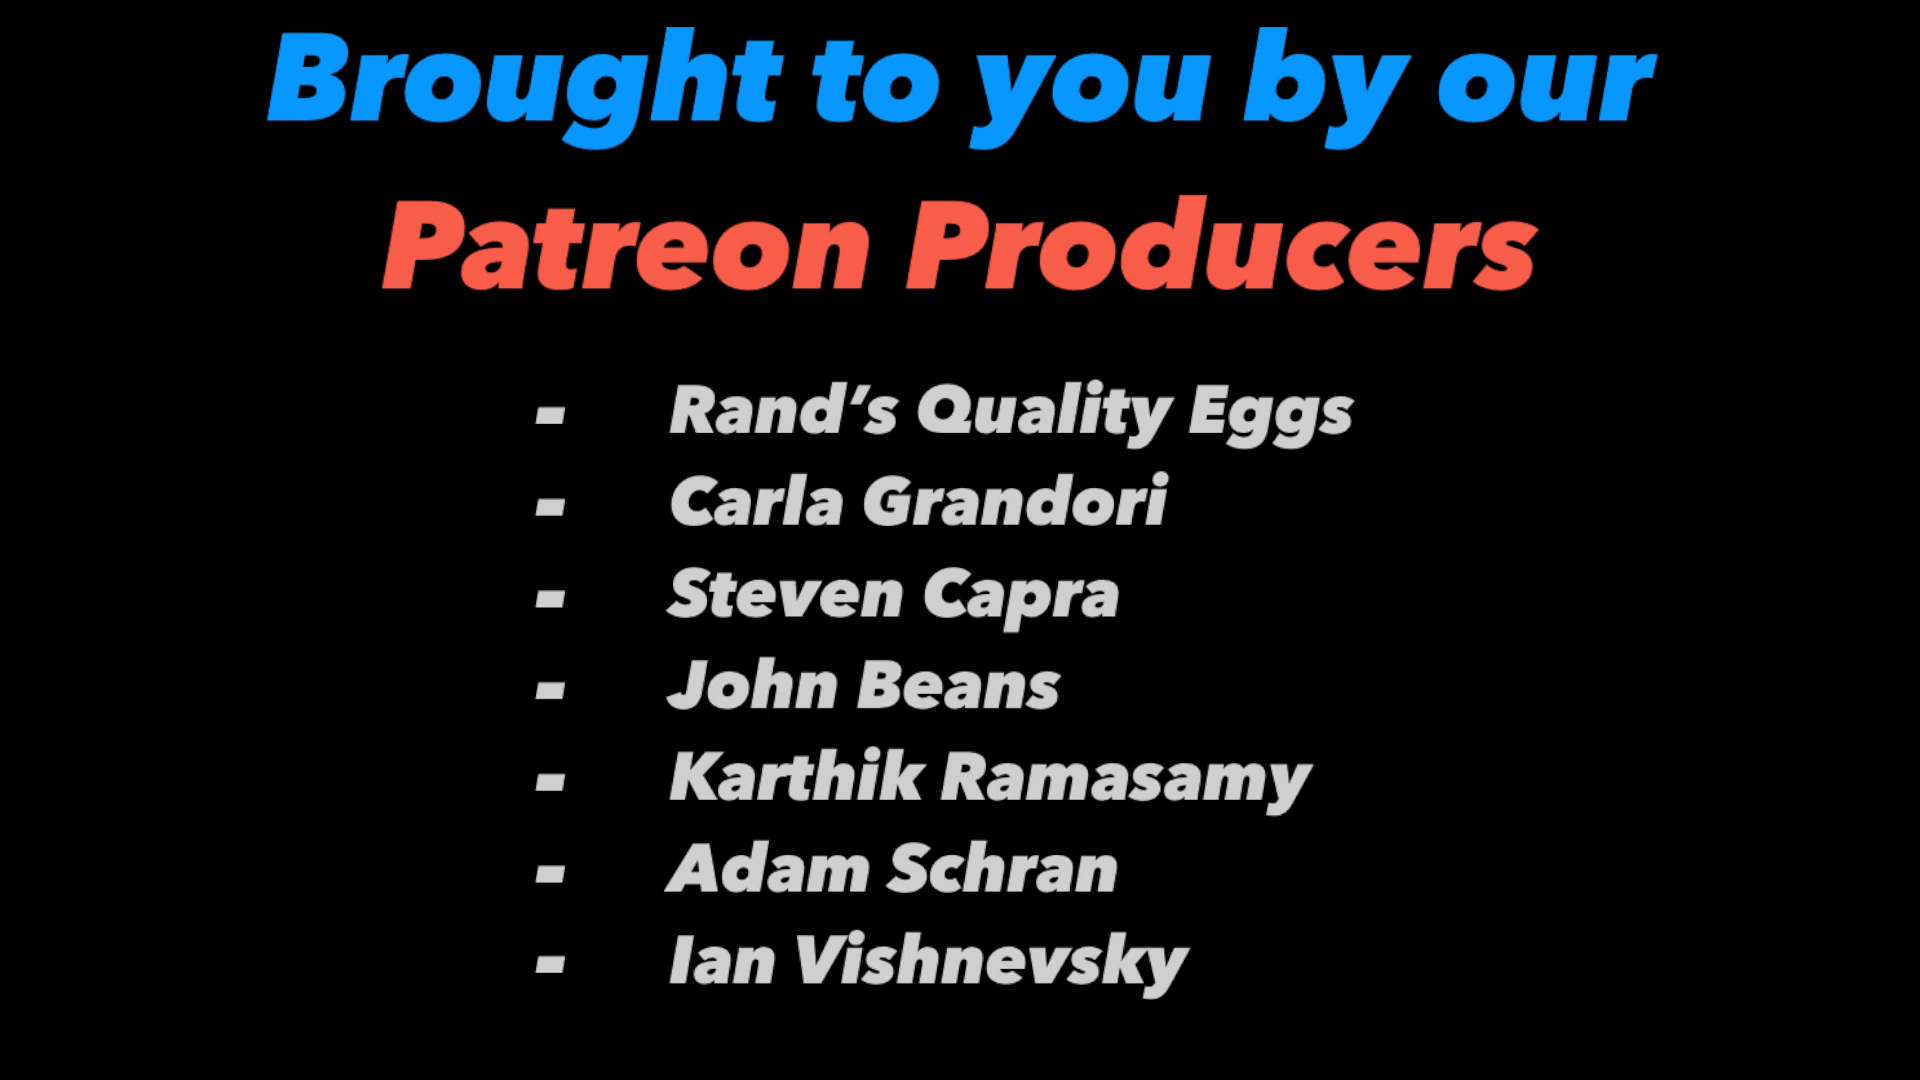 Brought to you by our
Patreon Producers
- Rand’s Quality Eggs
- Carla Grandori
- Steven Capra
- John Beans
- Karthik Ramasamy
- Adam Schran
- Ian Vishnevsky